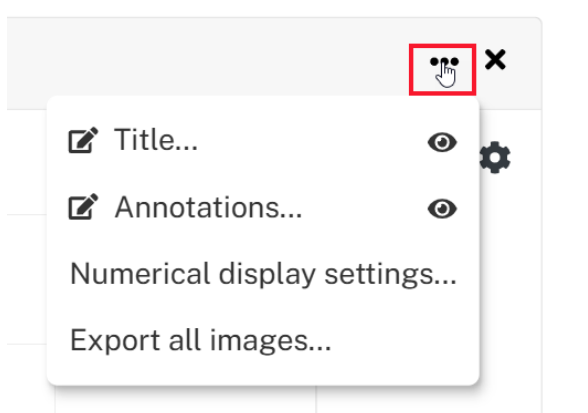 Title...
Annotations...
Numerical display settings...
Export all images...